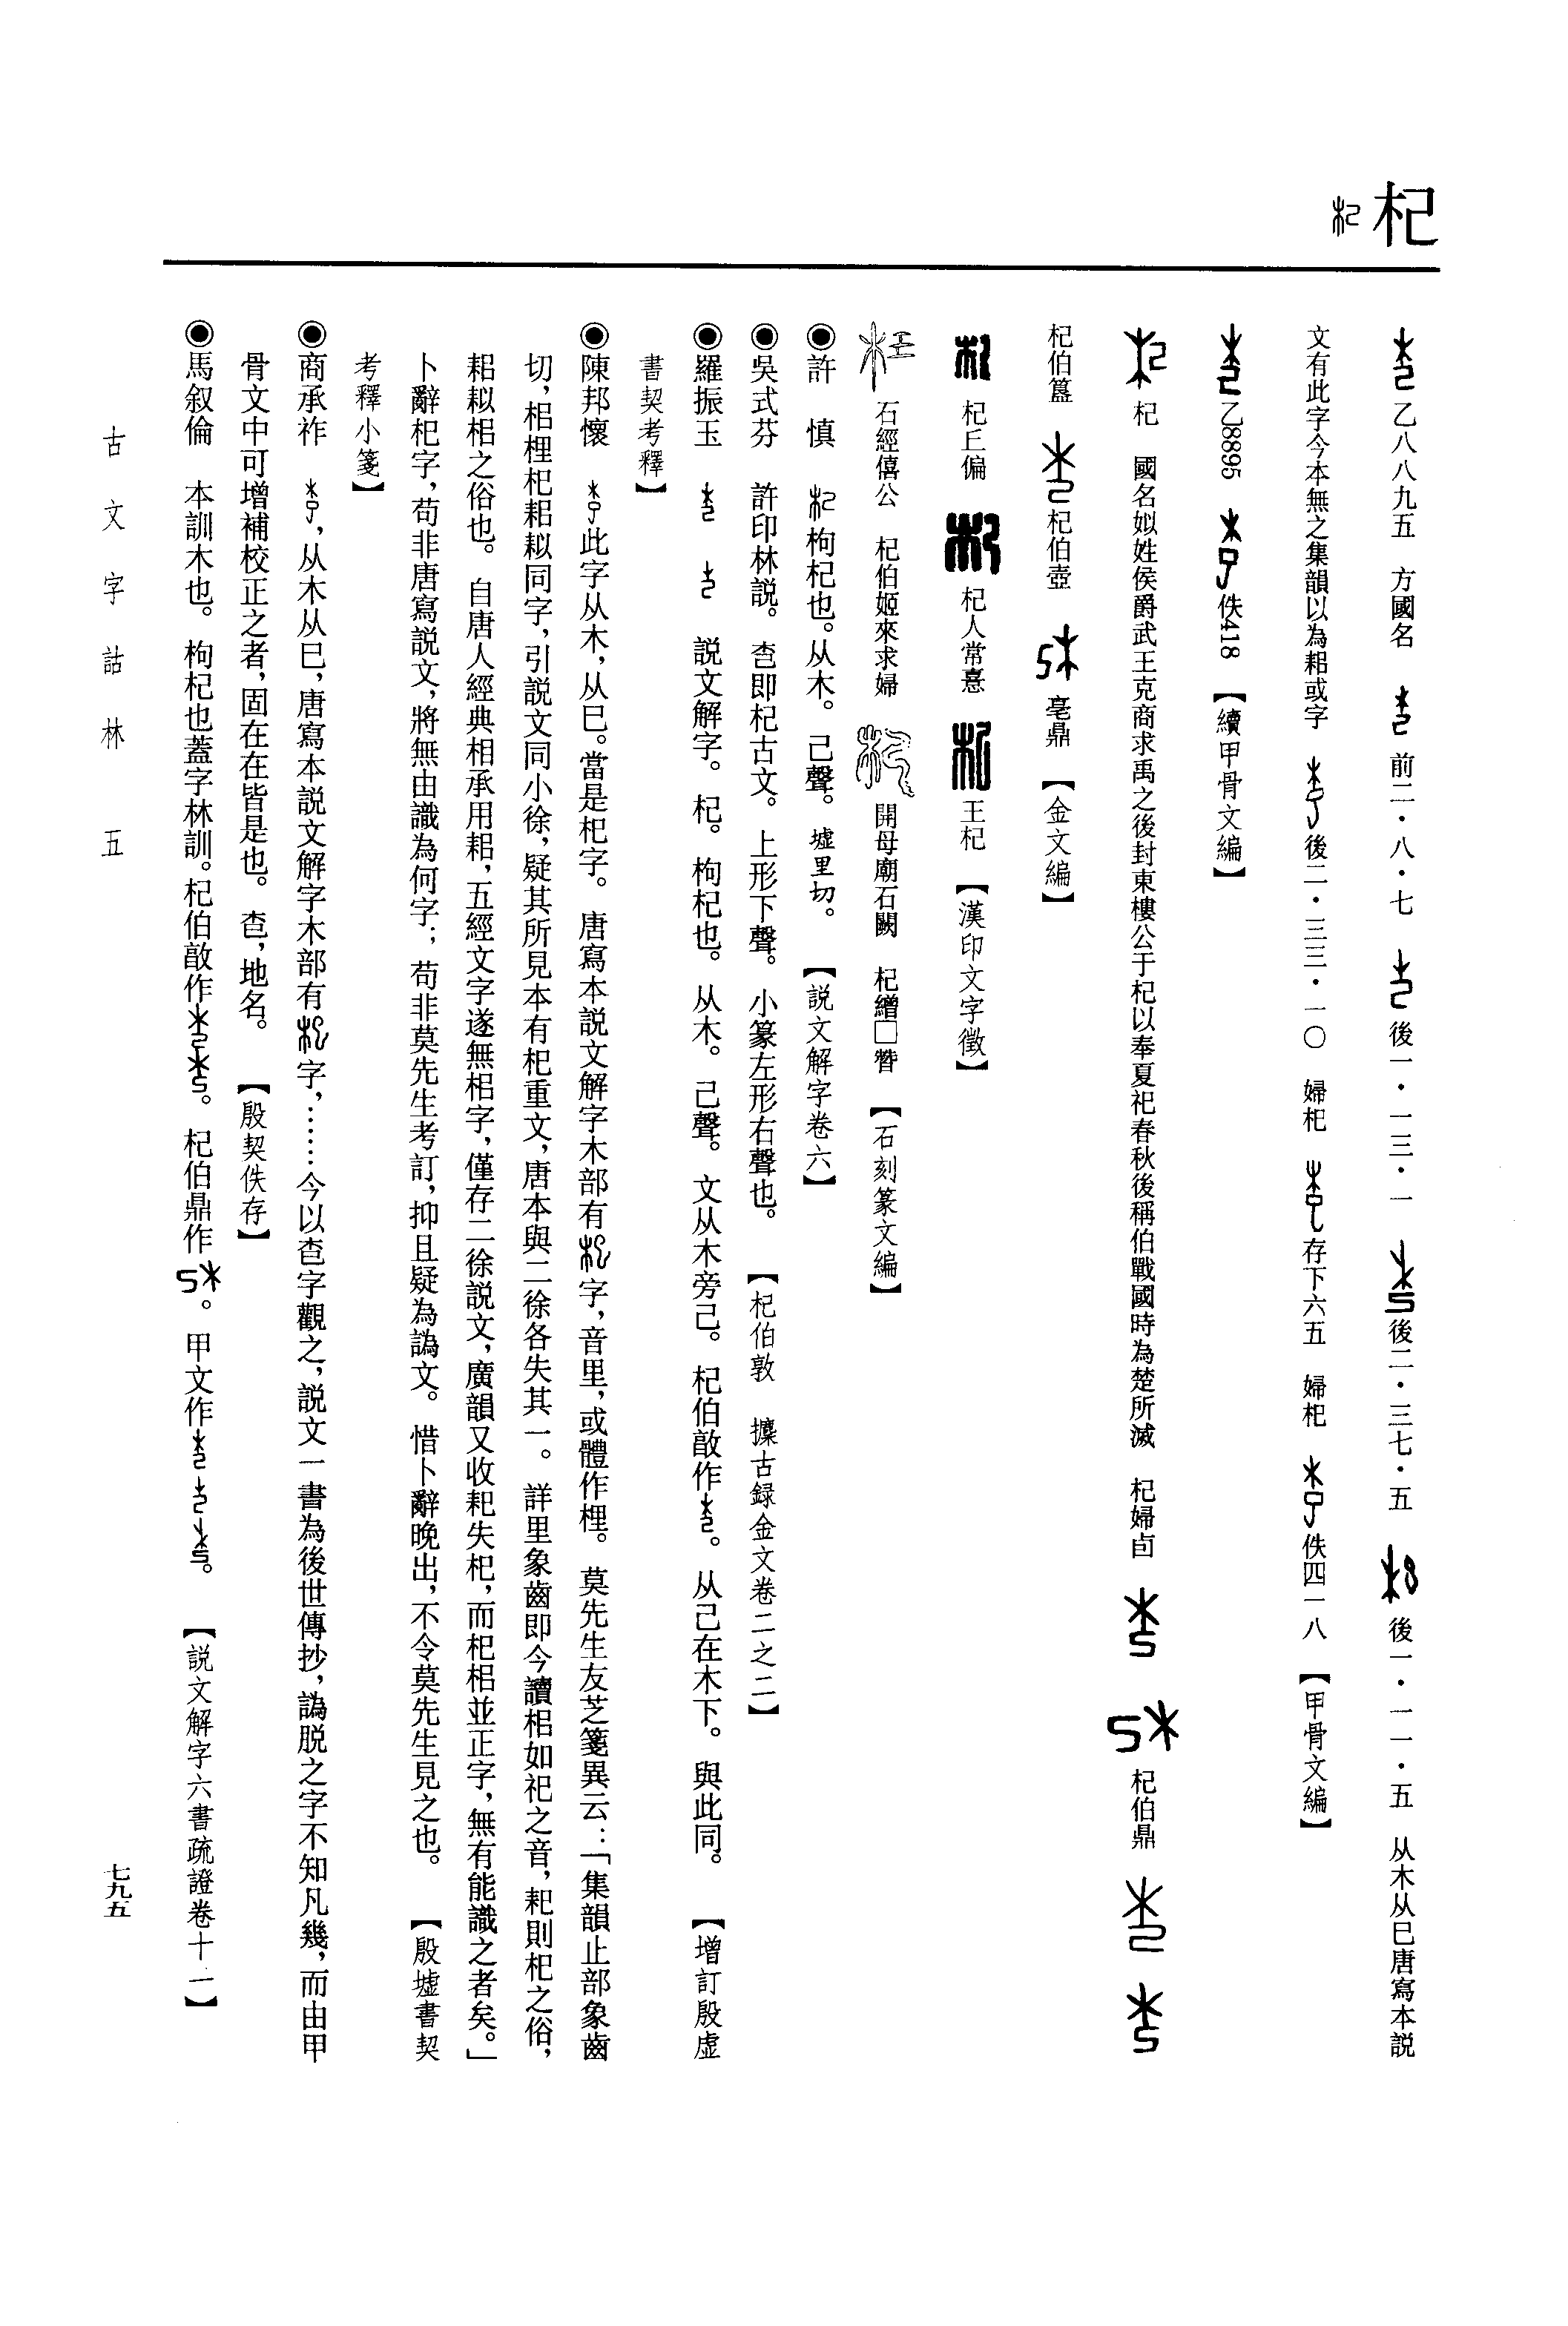 杞
乙八八九五　方國名　前二·八·七　後一·一三·一　後二·三七·五　後一·一一·五　从木从巳唐寫本說
文有此字今本無之集韻以為耜或字　後二·三三·一〇　婦杞　存下六五　婦杞　佚四一八　【甲骨文編】
乙8895　佚418　【續甲骨文編】
杞　國名姒姓侯爵武王克商求禹之後封東樓公于杞以奉夏祀春秋後稱伯戰國時為楚所滅　杞婦卣　杞伯鼎
杞伯簋　杞伯壺　亳鼎　【金文編】
杞　偏　杞人常憙　王杞　【漢印文字徵】
石經僖公　杞伯姬來求婦　開母廟石闕　杞繒□　【石刻篆文編】
◉許　慎　枸杞也。从木。己聲。墟里切。　【說文解字卷六】
◉吳式芬　許印林說。杏即杞古文。上形下聲。小篆左形右聲也。　【杞伯敦　攈古録金文卷二之二】
◉羅振玉　說文解字。杞。枸杞也。从木。己聲。文从木旁己。杞伯敃作。从己在木下。與此同。　【增訂殷虛
書契考釋】
◉陳邦懷　此字从木，从巳。當是杞字。唐寫本說文解字木部有字，音里，或體作梩。莫先生友芝箋異云：「集韻止部象齒
切，梠梩杞耜耛同字，引說文同小徐，疑其所見本有杞重文，唐本與二徐各失其一。詳里象齒即今讀梠如祀之音，耙則杞之俗，
耜耛梠之俗也。自唐人經典相承用耜，五經文字遂無梠字，僅存二徐說文，廣韻又收耙失杞，而杞梠並正字，無有能識之者矣。」
卜辭杞字，苟非唐寫說文，將無由識為何字；苟非莫先生考訂，抑且疑為譌文。惜卜辭晚出，不令莫先生見之也。　【殷墟書契
考釋小箋】
◉商承祚　，从木从巳，唐寫本說文解字木部有字，……今以杏字觀之，說文一書為後世傳抄，譌脱之字不知凡幾，而由甲
骨文中可增補校正之者，固在在皆是也。杏，地名。　【殷契佚存】
◉馬叙倫　本訓木也。枸杞也蓋字林訓。杞伯敃作。杞伯鼎作。甲文作。　【說文解字六書疏證卷十一】
古文字詁林　五
七九五